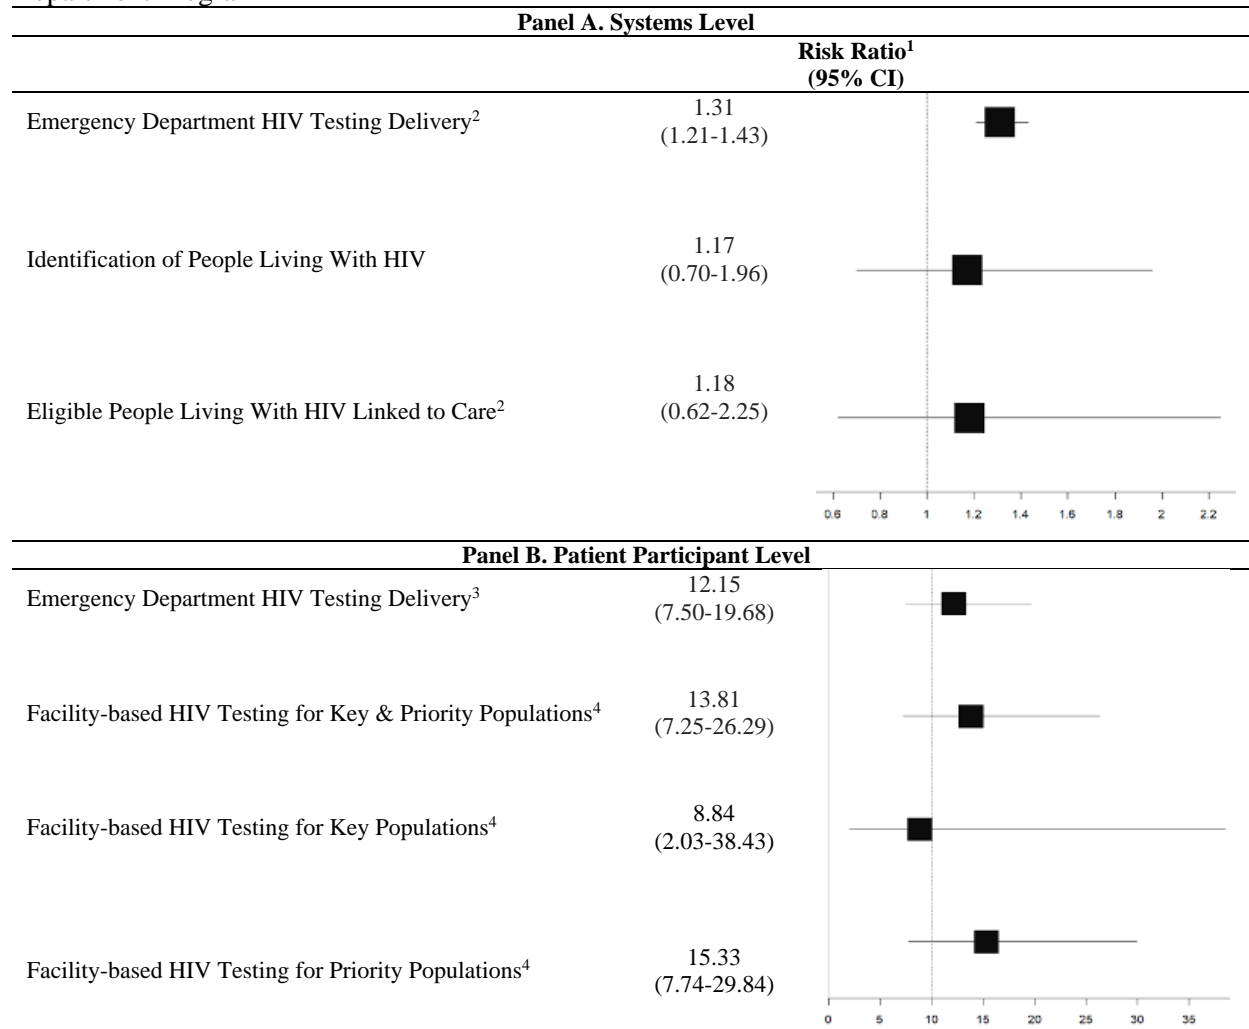 Panel A. Systems Level
Risk Ratio1
(95% CI)
Emergency Department HIV Testing Delivery2
1.31
(1.21-1.43)
Identification of People Living With HIV
1.17
(0.70-1.96)
Eligible People Living With HIV Linked to Care2
1.18
(0.62-2.25)
0.6 0.8 1 1.2 1.4 1.6 1.8 2 2.2
Panel B. Patient Participant Level
Emergency Department HIV Testing Delivery3
12.15
(7.50-19.68)
Facility-based HIV Testing for Key & Priority Populations4
13.81
(7.25-26.29)
Facility-based HIV Testing for Key Populations4
8.84
(2.03-38.43)
Facility-based HIV Testing for Priority Populations4
15.33
(7.74-29.84)
0 5 10 15 20 25 30 35